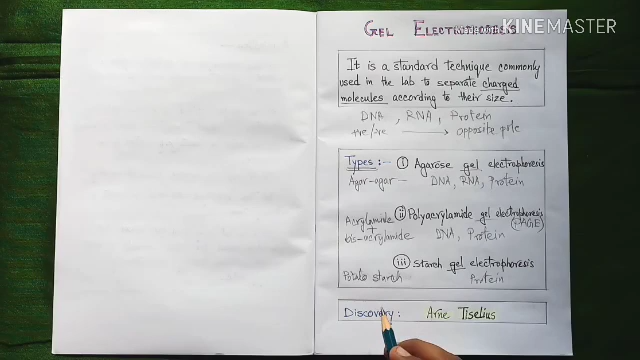 KINEMASTER
GEL ELECTROPHORESIS
It is a standard technique commonly
used in the lab to separate charged
molecules according to their size.
DNA, RNA, Protein
+ve/-ve → opposite pole
Types:- (i) Agarose gel electrophoresis
Agar-agar — DNA, RNA, Protein
Acrylamide (ii) Polyacrylamide gel electrophoresis
+ (PAGE)
bis-acrylamide DNA, Protein
(iii) Starch gel electrophoresis
Potato starch Protein
Discovery: Arne Tiselius